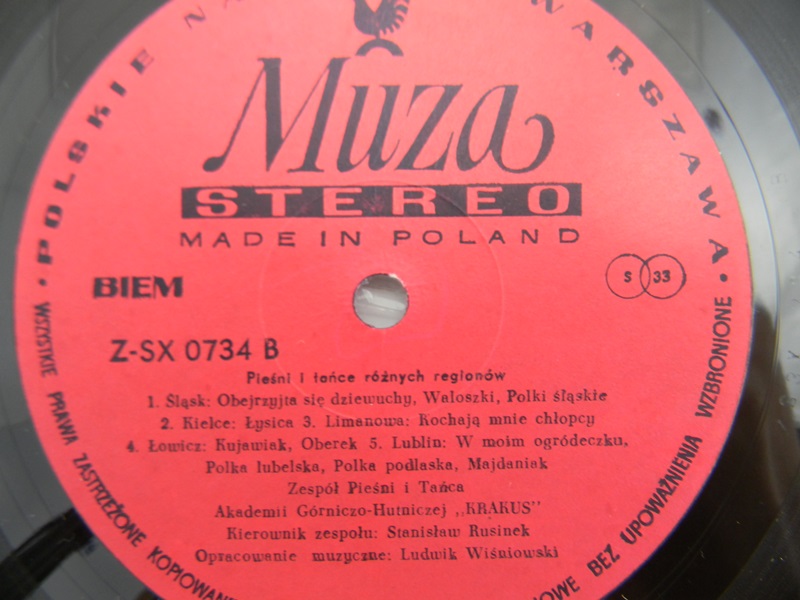 POLSKIE NA
WARSZAWA
Muza
STEREO
MADE IN POLAND
BIEM
S 33
Z-SX 0734 B
Pieśni i tańce różnych regionów
1. Śląsk: Obejrzyjta się dziewuchy, Waloszki, Polki śląskie
2. Kielce: Łysica 3. Limanowa: Kochają mnie chłopcy
4. Łowicz: Kujawiak, Oberek 5. Lublin: W moim ogródeczku,
Polka lubelska, Polka podlaska, Majdaniak
Zespół Pieśni i Tańca
Akademii Górniczo-Hutniczej „KRAKUS”
Kierownik zespołu: Stanisław Rusinek
Opracowanie muzyczne: Ludwik Wiśniowski
WSZYSTKIE PRAWA ZASTRZEŻONE KOPIOWAN
OWE BEZ UPOWAŻNIENIA WZBRONIONE